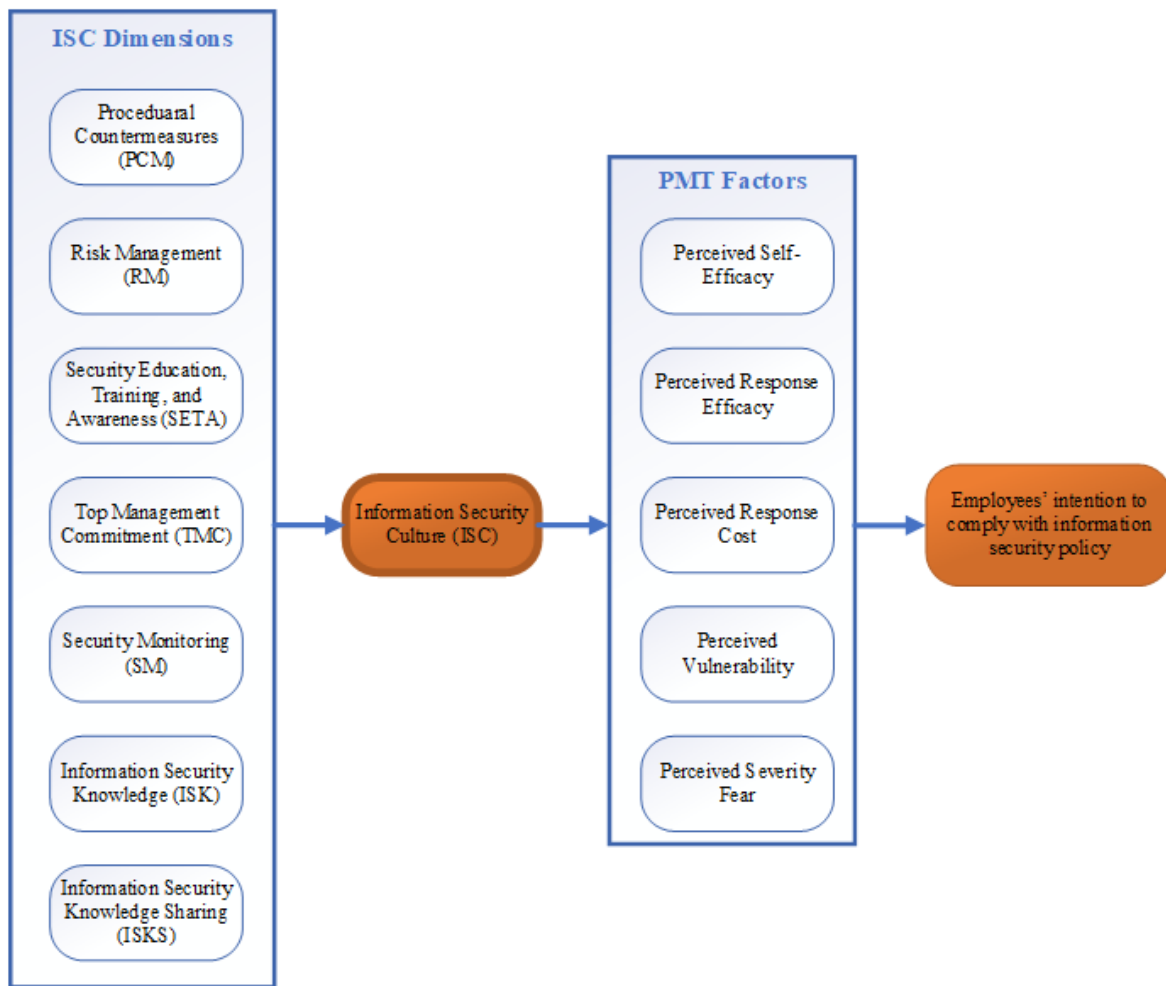 ISC Dimensions
Proceduaral
Countermeasures
(PCM)
Risk Management
(RM)
Security Education,
Training, and
Awareness (SETA)
Top Management
Commitment (TMC)
Security Monitoring
(SM)
Information Security
Knowledge (ISK)
Information Security
Knowledge Sharing
(ISKS)
Information Security
Culture (ISC)
PMT Factors
Perceived Self-
Efficacy
Perceived Response
Efficacy
Perceived Response
Cost
Perceived
Vulnerability
Perceived Severity
Fear
Employees’ intention to
comply with information
security policy